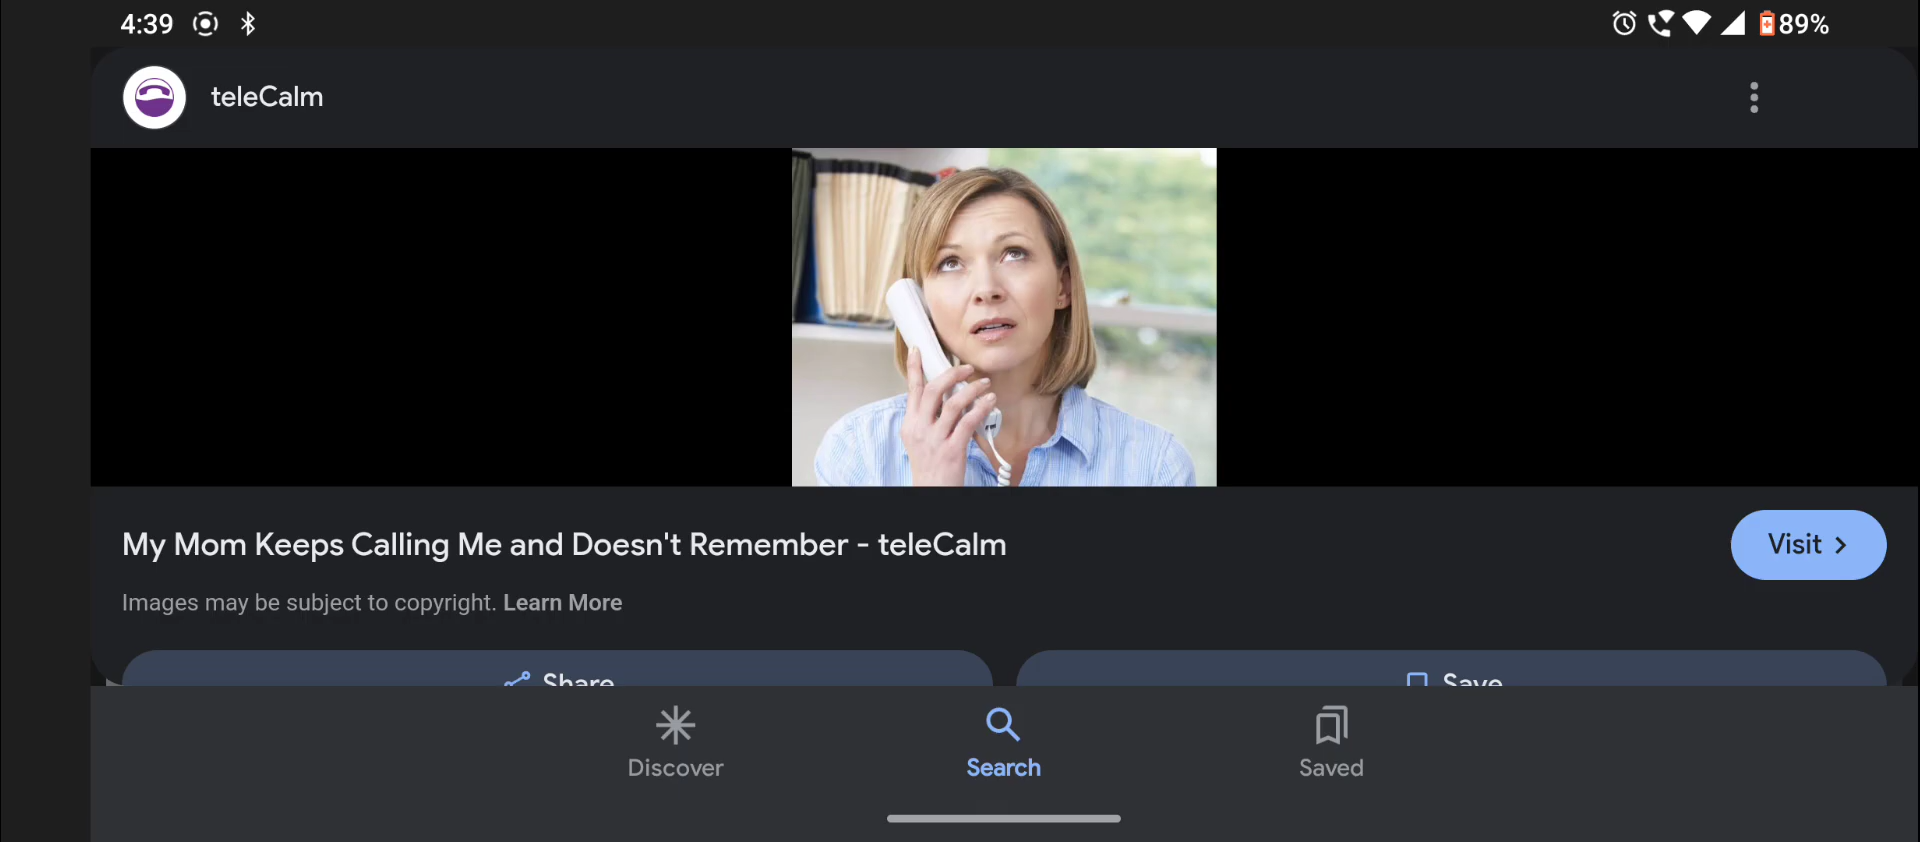 4:39
89%
teleCalm
My Mom Keeps Calling Me and Doesn't Remember - teleCalm
Visit
Images may be subject to copyright. Learn More
Share
Save
Discover
Search
Saved